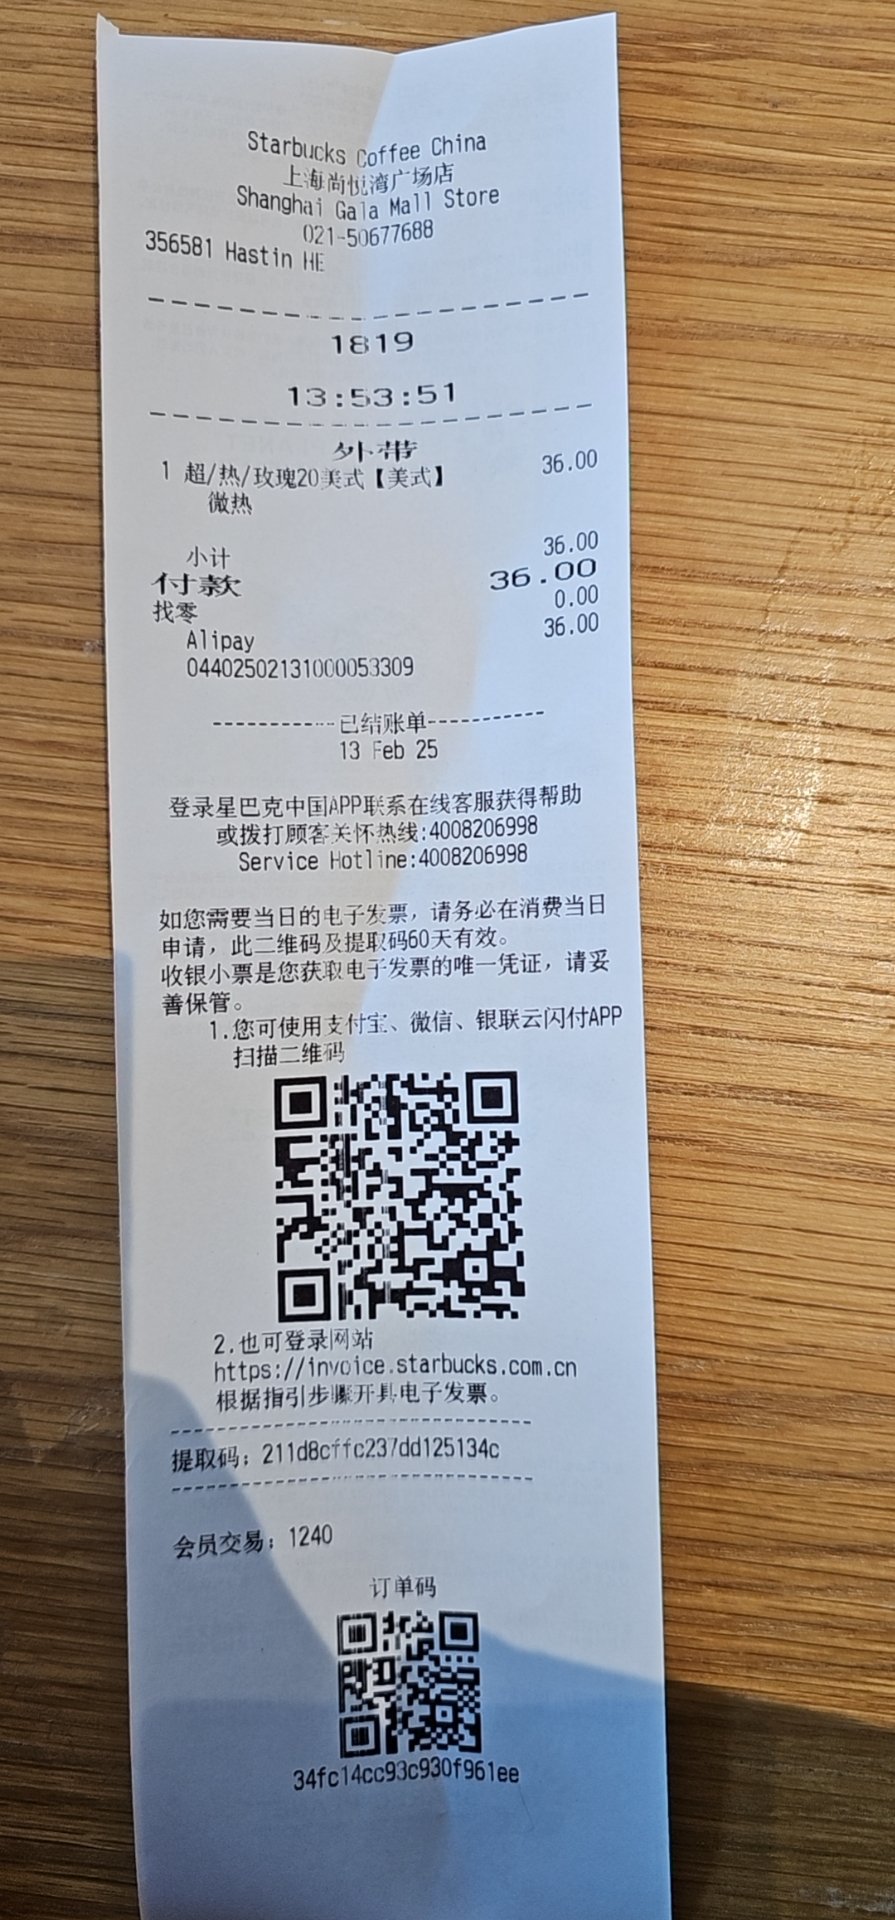 Starbucks Coffee China
上海尚悦湾广场店
Shanghai Gala Mall Store
021-50677688
356581 Hastin HE
1819
13:53:51
外带
1 超/热/玫瑰20美式【美式】 36.00
微热
小计 36.00
付款 36.00
找零 0.00
Alipay 36.00
04402502131000053309
-----------已结账单-----------
13 Feb 25
登录星巴克中国APP联系在线客服获得帮助
或拨打顾客关怀热线:4008206998
Service Hotline:4008206998
如您需要当日的电子发票，请务必在消费当日
申请，此二维码及提取码60天有效。
收银小票是您获取电子发票的唯一凭证，请妥
善保管。
1.您可使用支付宝、微信、银联云闪付APP
扫描二维码
2.也可登录网站
https://invoice.starbucks.com.cn
根据指引步骤开具电子发票。
提取码：211d8cffc237dd125134c
会员交易：1240
订单码
34fc14cc93c930f961ee